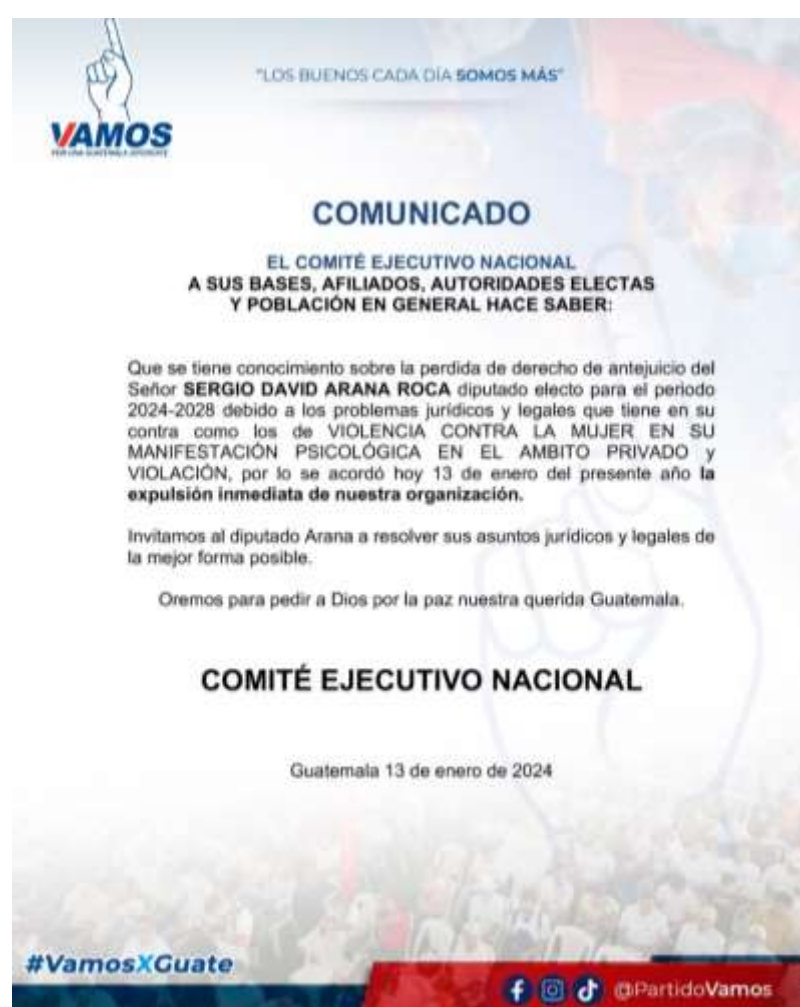 "LOS BUENOS CADA DÍA SOMOS MÁS"
VAMOS
POR UNA GUATEMALA DIFERENTE
COMUNICADO
EL COMITÉ EJECUTIVO NACIONAL
A SUS BASES, AFILIADOS, AUTORIDADES ELECTAS
Y POBLACIÓN EN GENERAL HACE SABER:
Que se tiene conocimiento sobre la perdida de derecho de antejuicio del
Señor SERGIO DAVID ARANA ROCA diputado electo para el periodo
2024-2028 debido a los problemas jurídicos y legales que tiene en su
contra como los de VIOLENCIA CONTRA LA MUJER EN SU
MANIFESTACIÓN PSICOLÓGICA EN EL AMBITO PRIVADO y
VIOLACIÓN, por lo se acordó hoy 13 de enero del presente año la
expulsión inmediata de nuestra organización.
Invitamos al diputado Arana a resolver sus asuntos jurídicos y legales de
la mejor forma posible.
Oremos para pedir a Dios por la paz nuestra querida Guatemala.
COMITÉ EJECUTIVO NACIONAL
Guatemala 13 de enero de 2024
#VamosXGuate
@PartidoVamos